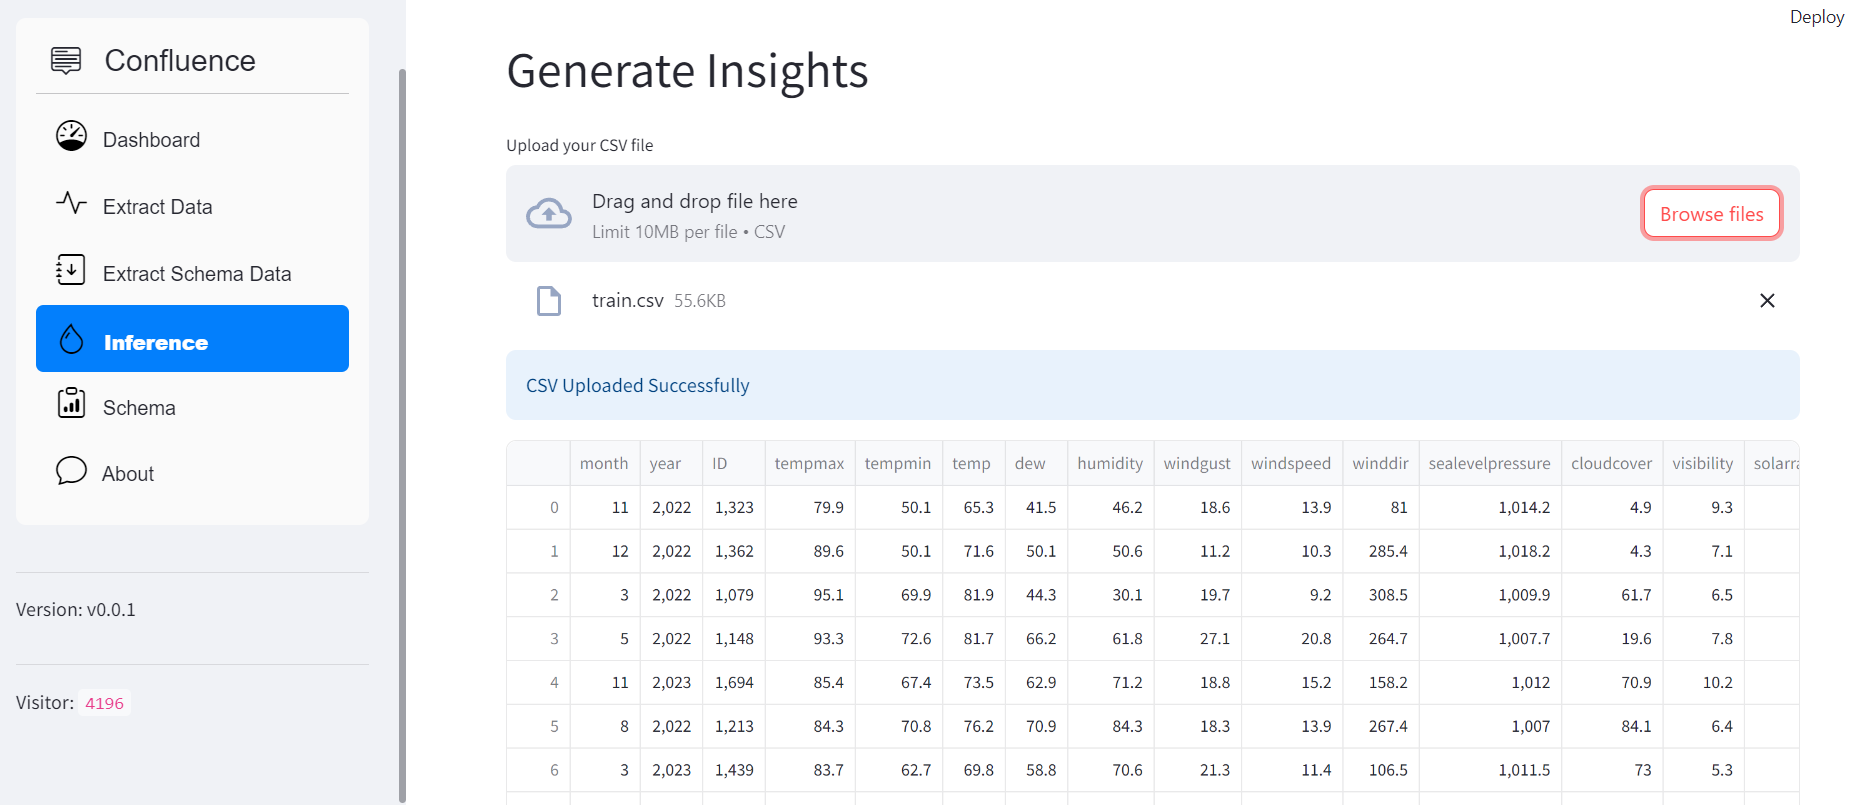 Deploy
Confluence
Dashboard
Extract Data
Extract Schema Data
Inference
Schema
About
Version: v0.0.1
Visitor: 4196
Generate Insights
Upload your CSV file
Drag and drop file here
Limit 10MB per file • CSV
Browse files
train.csv 55.6KB
CSV Uploaded Successfully
month year ID tempmax tempmin temp dew humidity windgust windspeed winddir sealevelpressure cloudcover visibility
0 11 2,022 1,323 79.9 50.1 65.3 41.5 46.2 18.6 13.9 81 1,014.2 4.9 9.3
1 12 2,022 1,362 89.6 50.1 71.6 50.1 50.6 11.2 10.3 285.4 1,018.2 4.3 7.1
2 3 2,022 1,079 95.1 69.9 81.9 44.3 30.1 19.7 9.2 308.5 1,009.9 61.7 6.5
3 5 2,022 1,148 93.3 72.6 81.7 66.2 61.8 27.1 20.8 264.7 1,007.7 19.6 7.8
4 11 2,023 1,694 85.4 67.4 73.5 62.9 71.2 18.8 15.2 158.2 1,012 70.9 10.2
5 8 2,022 1,213 84.3 70.8 76.2 70.9 84.3 18.3 13.9 267.4 1,007 84.1 6.4
6 3 2,023 1,439 83.7 62.7 69.8 58.8 70.6 21.3 11.4 106.5 1,011.5 73 5.3